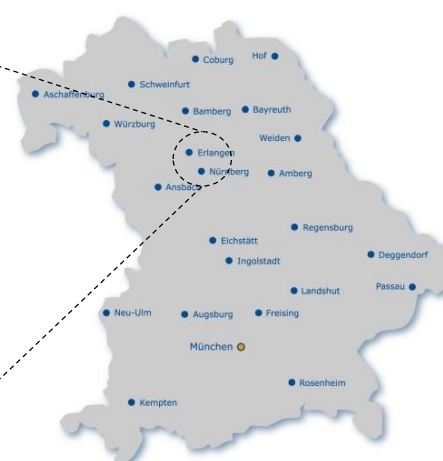 Coburg
Hof
Schweinfurt
Aschaffenburg
Bamberg
Bayreuth
Würzburg
Weiden
Erlangen
Nürnberg
Amberg
Ansbach
Regensburg
Eichstätt
Deggendorf
Ingolstadt
Passau
Landshut
Neu-Ulm
Augsburg
Freising
München
Rosenheim
Kempten